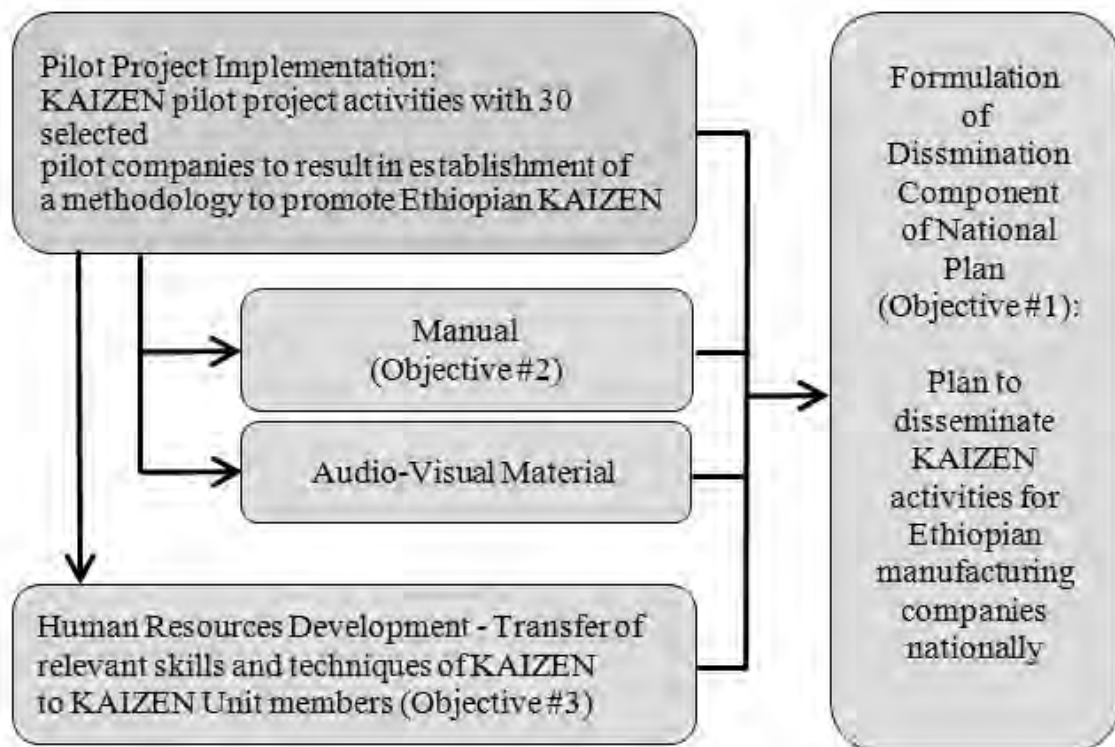 Pilot Project Implementation:
KAIZEN pilot project activities with 30
selected
pilot companies to result in establishment of
a methodology to promote Ethiopian KAIZEN
Manual
(Objective #2)
Audio-Visual Material
Human Resources Development - Transfer of
relevant skills and techniques of KAIZEN
to KAIZEN Unit members (Objective #3)
Formulation
of
Dissmination
Component
of National
Plan
(Objective #1):
Plan to
disseminate
KAIZEN
activities for
Ethiopian
manufacturing
companies
nationally